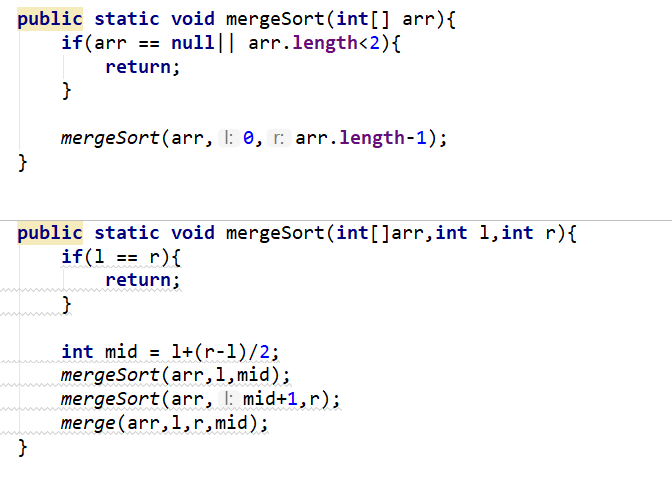 public static void mergeSort(int[] arr){
if(arr == null|| arr.length<2){
return;
}
mergeSort(arr, l: 0, r: arr.length-1);
}
public static void mergeSort(int[]arr,int l,int r){
if(l == r){
return;
}
int mid = l+(r-l)/2;
mergeSort(arr,l,mid);
mergeSort(arr, l: mid+1,r);
merge(arr,l,r,mid);
}